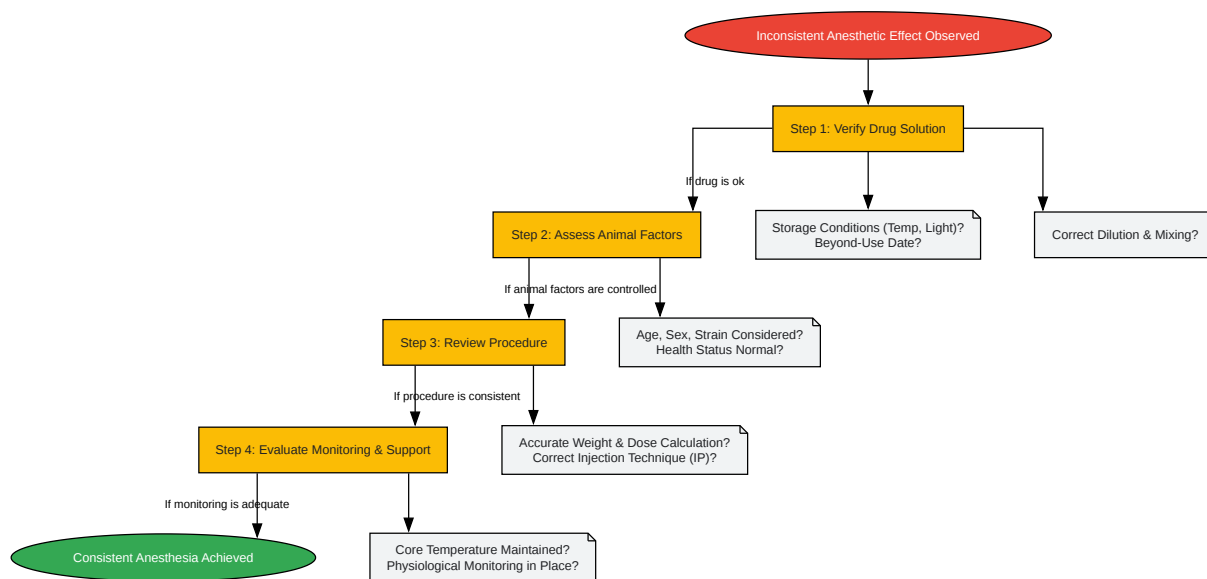 Inconsistent Anesthetic Effect Observed
Step 1: Verify Drug Solution
If drug is ok
Step 2: Assess Animal Factors
Storage Conditions (Temp, Light)?
Beyond-Use Date?
Correct Dilution & Mixing?
If animal factors are controlled
Step 3: Review Procedure
Age, Sex, Strain Considered?
Health Status Normal?
If procedure is consistent
Step 4: Evaluate Monitoring & Support
Accurate Weight & Dose Calculation?
Correct Injection Technique (IP)?
If monitoring is adequate
Consistent Anesthesia Achieved
Core Temperature Maintained?
Physiological Monitoring in Place?